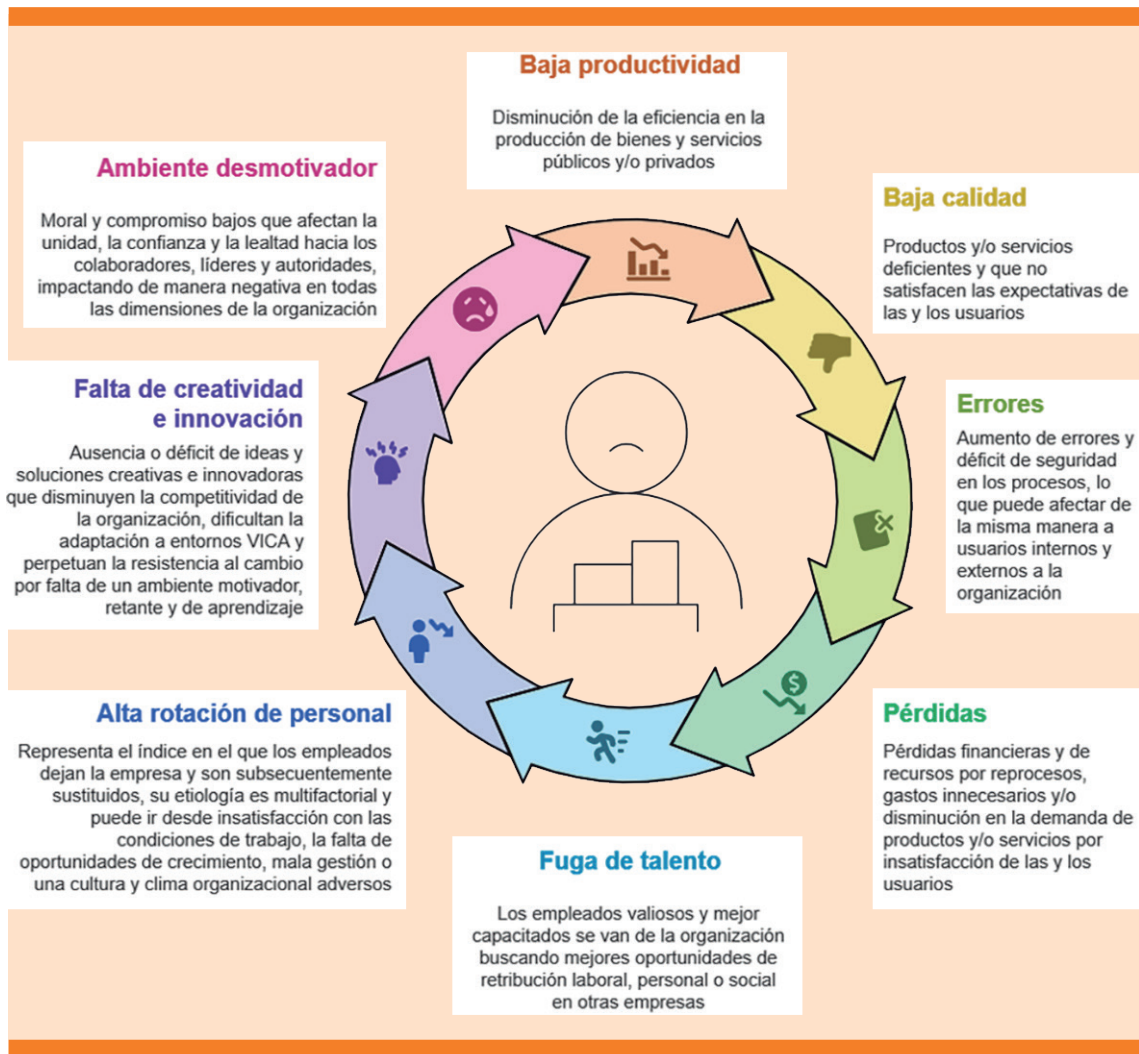 Baja productividad
Disminución de la eficiencia en la
producción de bienes y servicios
públicos y/o privados
Baja calidad
Productos y/o servicios
deficientes y que no
satisfacen las expectativas de
las y los usuarios
Errores
Aumento de errores y
déficit de seguridad
en los procesos, lo
que puede afectar de
la misma manera a
usuarios internos y
externos a la
organización
Pérdidas
Pérdidas financieras y de
recursos por reprocesos,
gastos innecesarios y/o
disminución en la demanda de
productos y/o servicios por
insatisfacción de las y los
usuarios
Fuga de talento
Los empleados valiosos y mejor
capacitados se van de la organización
buscando mejores oportunidades de
retribución laboral, personal o social
en otras empresas
Alta rotación de personal
Representa el índice en el que los empleados
dejan la empresa y son subsecuentemente
sustituidos, su etiología es multifactorial y
puede ir desde insatisfacción con las
condiciones de trabajo, la falta de
oportunidades de crecimiento, mala gestión o
una cultura y clima organizacional adversos
Falta de creatividad
e innovación
Ausencia o déficit de ideas y
soluciones creativas e innovadoras
que disminuyen la competitividad de
la organización, dificultan la
adaptación a entornos VICA y
perpetuan la resistencia al cambio
por falta de un ambiente motivador,
retante y de aprendizaje
Ambiente desmotivador
Moral y compromiso bajos que afectan la
unidad, la confianza y la lealtad hacia los
colaboradores, líderes y autoridades,
impactando de manera negativa en todas
las dimensiones de la organización
$